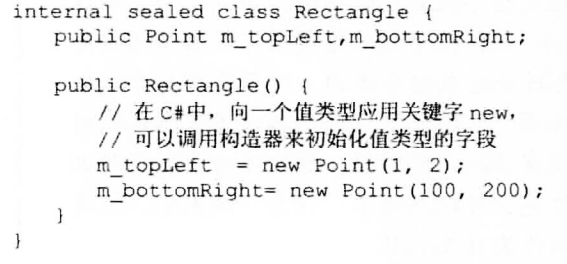 internal sealed class Rectangle {
    public Point m_topLeft,m_bottomRight;

    public Rectangle() {
        // 在 C#中，向一个值类型应用关键字 new，
        // 可以调用构造器来初始化值类型的字段
        m_topLeft  = new Point(1, 2);
        m_bottomRight= new Point(100, 200);
    }
}